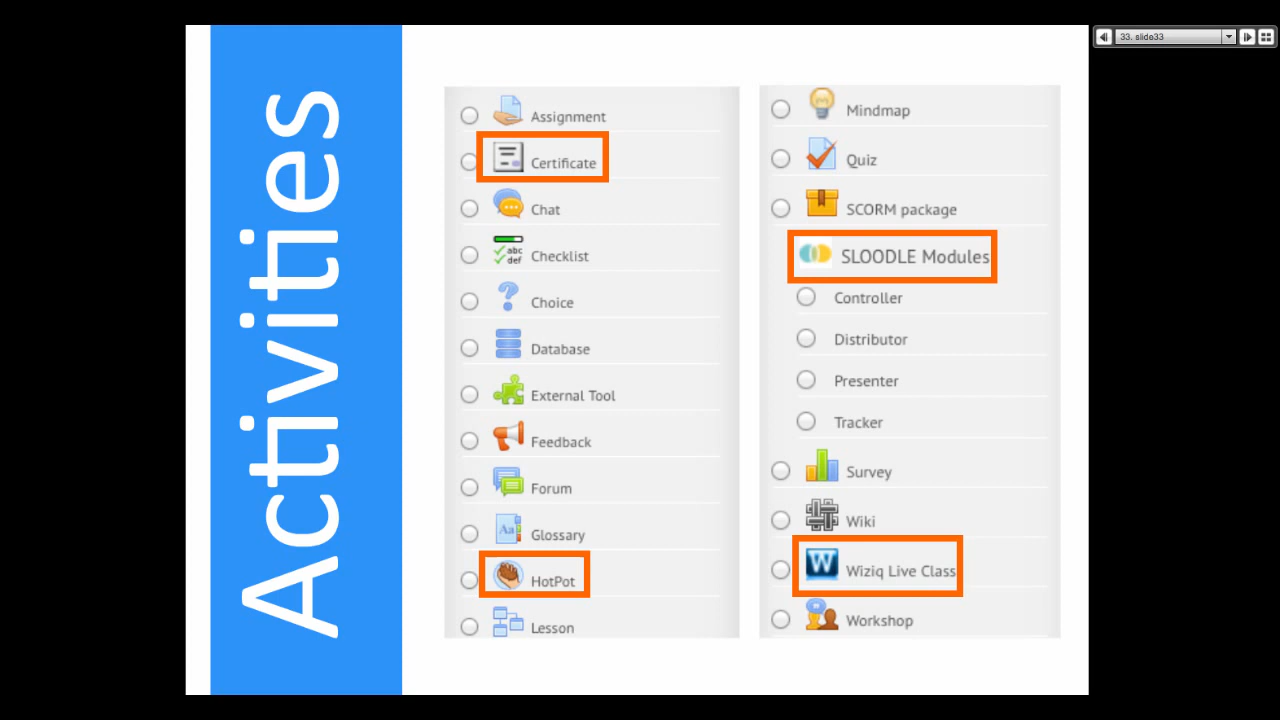 33. slide33
Activities
Assignment
Certificate
Chat
abc
def
Checklist
Choice
Database
External Tool
Feedback
Forum
Aa
Glossary
HotPot
Lesson
Mindmap
Quiz
SCORM package
SLOODLE Modules
Controller
Distributor
Presenter
Tracker
Survey
Wiki
W
Wiziq Live Class
Workshop